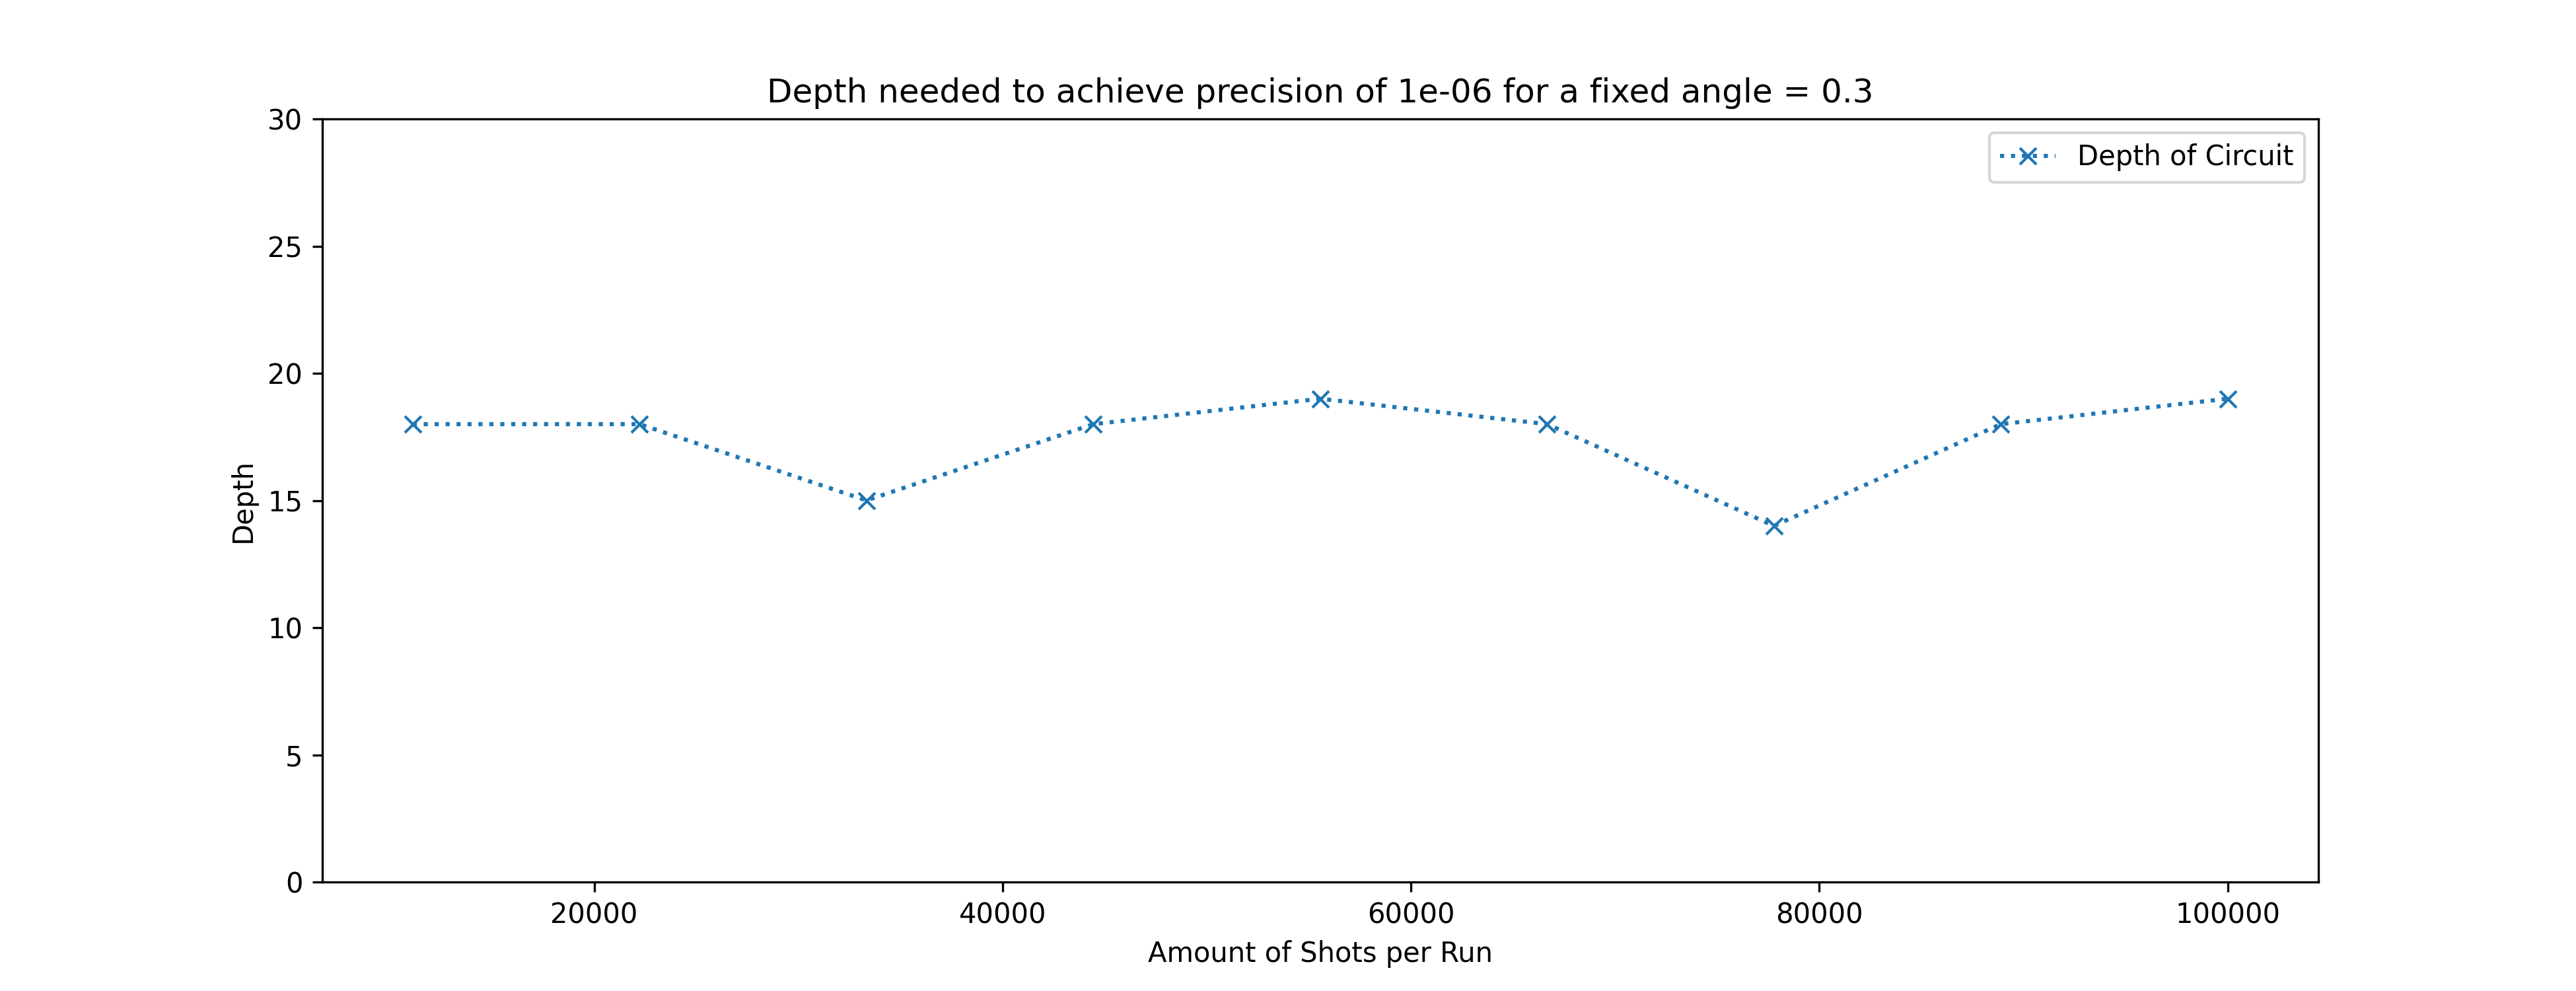 Depth needed to achieve precision of 1e-06 for a fixed angle = 0.3
Depth of Circuit
30
25
20
15
10
5
0
Depth
20000 40000 60000 80000 100000
Amount of Shots per Run